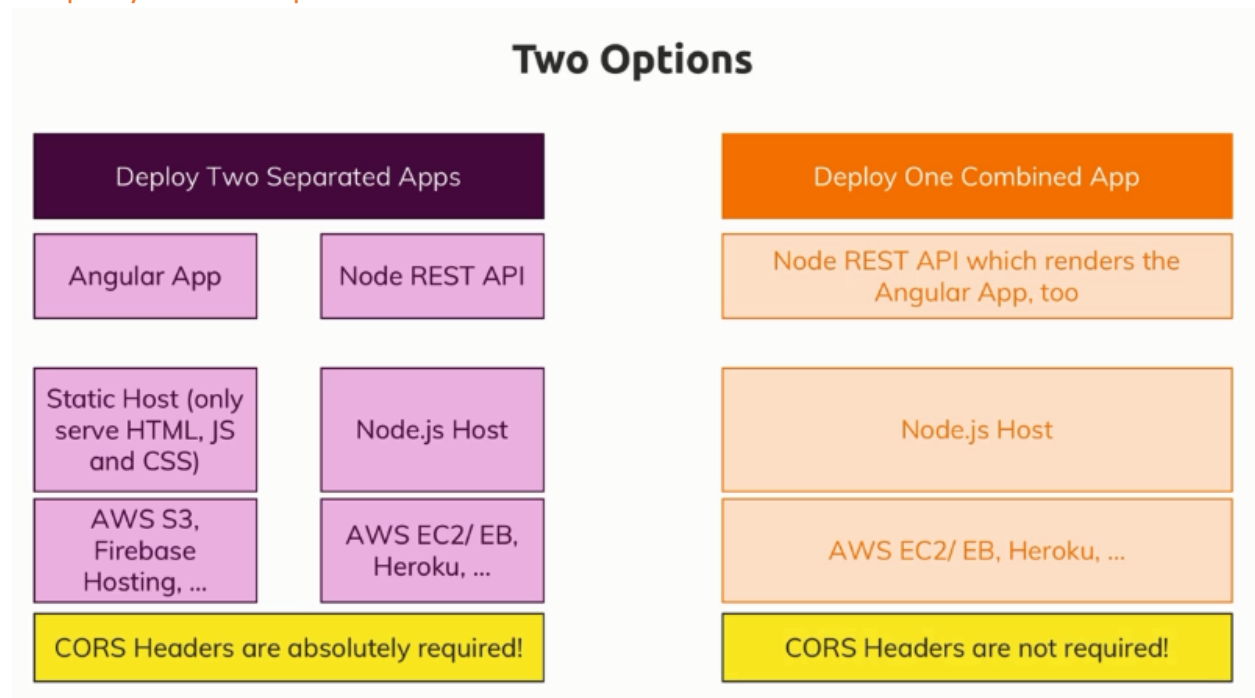 Two Options
Deploy Two Separated Apps
Deploy One Combined App
Angular App
Node REST API
Node REST API which renders the
Angular App, too
Static Host (only
serve HTML, JS
and CSS)
Node.js Host
Node.js Host
AWS S3,
Firebase
Hosting, ...
AWS EC2/ EB,
Heroku, ...
AWS EC2/ EB, Heroku, ...
CORS Headers are absolutely required!
CORS Headers are not required!